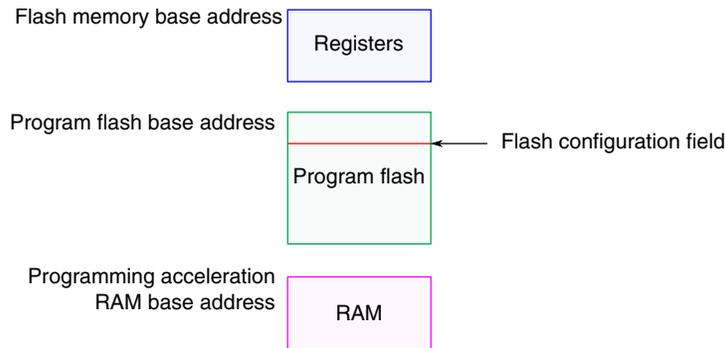 Flash memory base address
Registers
Program flash base address
Flash configuration field
Program flash
Programming acceleration
RAM base address
RAM